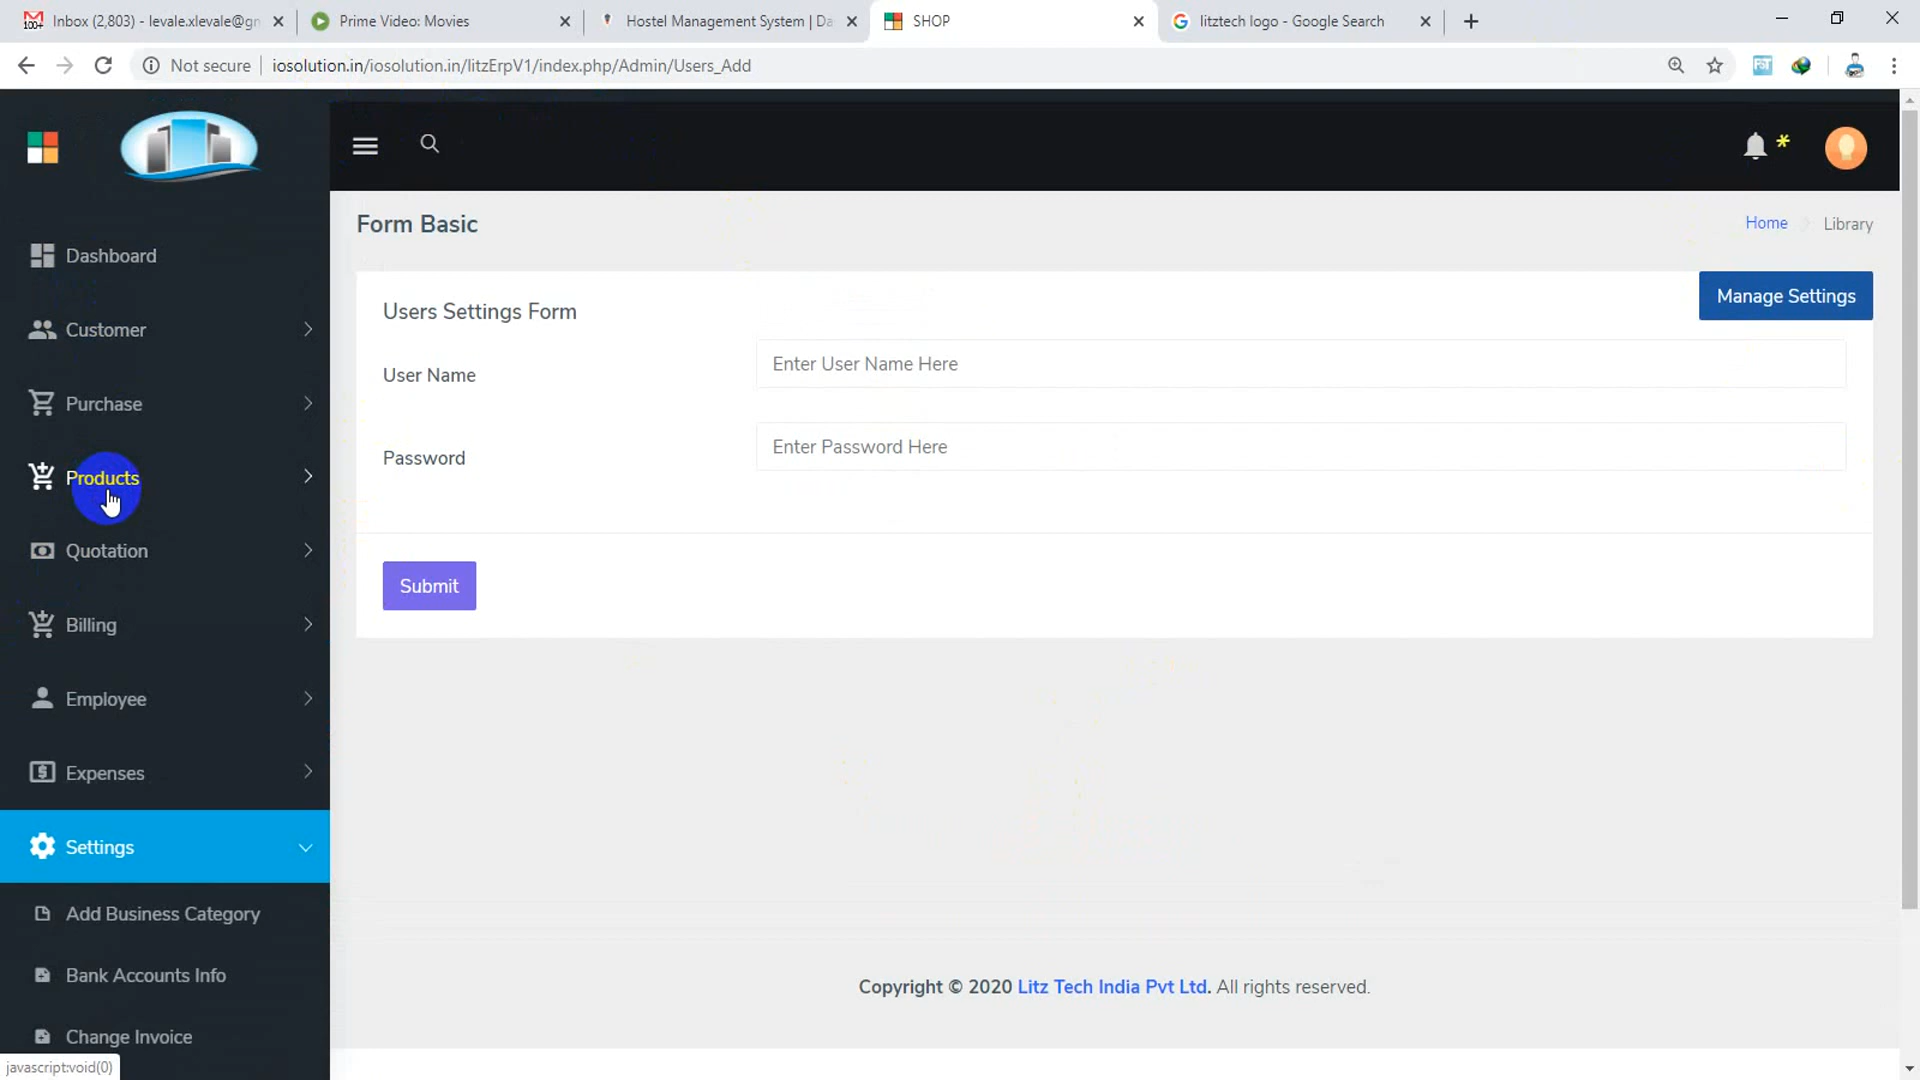 Inbox (2,803) - levale.xlevale@gm
Prime Video: Movies
Hostel Management System | Da
SHOP
litztech logo - Google Search
Not secure
iosolution.in/iosolution.in/litzErpV1/index.php/Admin/Users_Add
Form Basic
Home
Library
Dashboard
Customer
Purchase
Products
Quotation
Billing
Employee
Expenses
Settings
Add Business Category
Bank Accounts Info
Change Invoice
Users Settings Form
Manage Settings
User Name
Enter User Name Here
Password
Enter Password Here
Submit
Copyright © 2020 Litz Tech India Pvt Ltd. All rights reserved.
javascript:void(0)